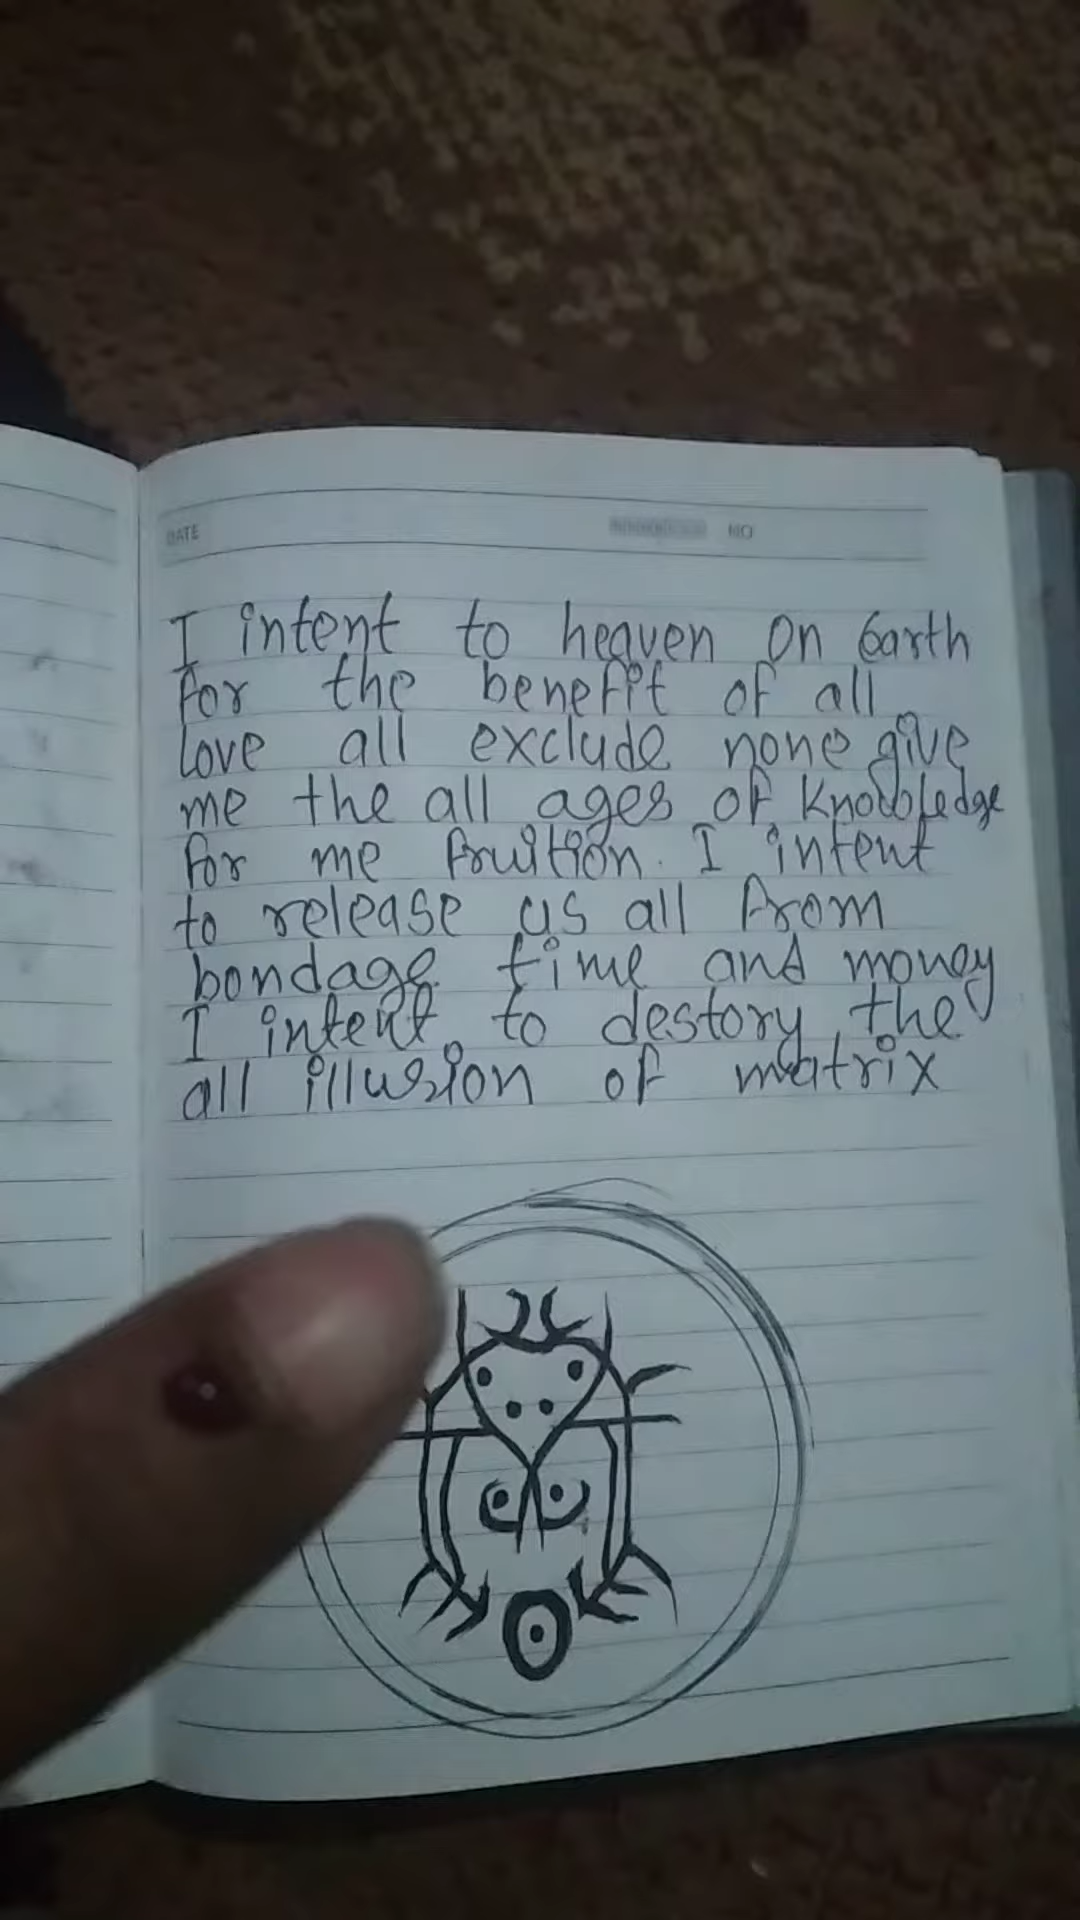 DATE NO
I intent to heaven on Earth
for the benefit of all
love all exclude none give
me the all ages of knowledge
for me fruition. I intent
to release us all from
bondage time and money
I intent to destory the
all illusion of matrix